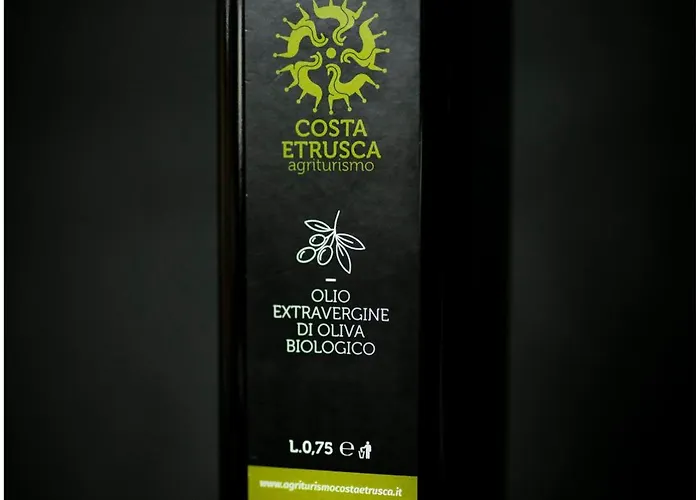 COSTA
ETRUSCA
agriturismo
OLIO
EXTRAVERGINE
DI OLIVA
BIOLOGICO
L.0,75 ℮
www.agriturismocostaetrusca.it